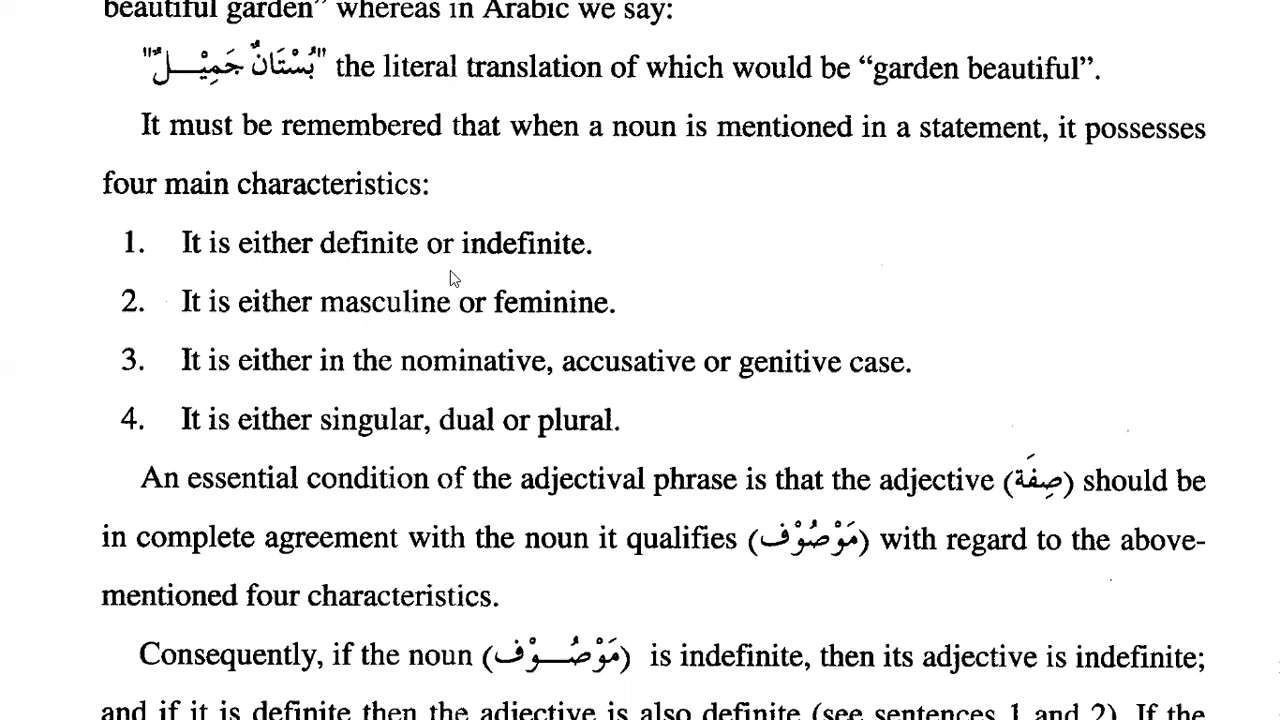 beautiful garden” whereas in Arabic we say:
"بُسْتَانٌ جَمِيْـــلٌ" the literal translation of which would be “garden beautiful”.
It must be remembered that when a noun is mentioned in a statement, it possesses
four main characteristics:
1. It is either definite or indefinite.
2. It is either masculine or feminine.
3. It is either in the nominative, accusative or genitive case.
4. It is either singular, dual or plural.
An essential condition of the adjectival phrase is that the adjective (صِفَة) should be
in complete agreement with the noun it qualifies (مَوْصُوْف) with regard to the above-
mentioned four characteristics.
Consequently, if the noun (مَوْصُـــوْف) is indefinite, then its adjective is indefinite;
and if it is definite then the adjective is also definite (see sentences 1 and 2). If the